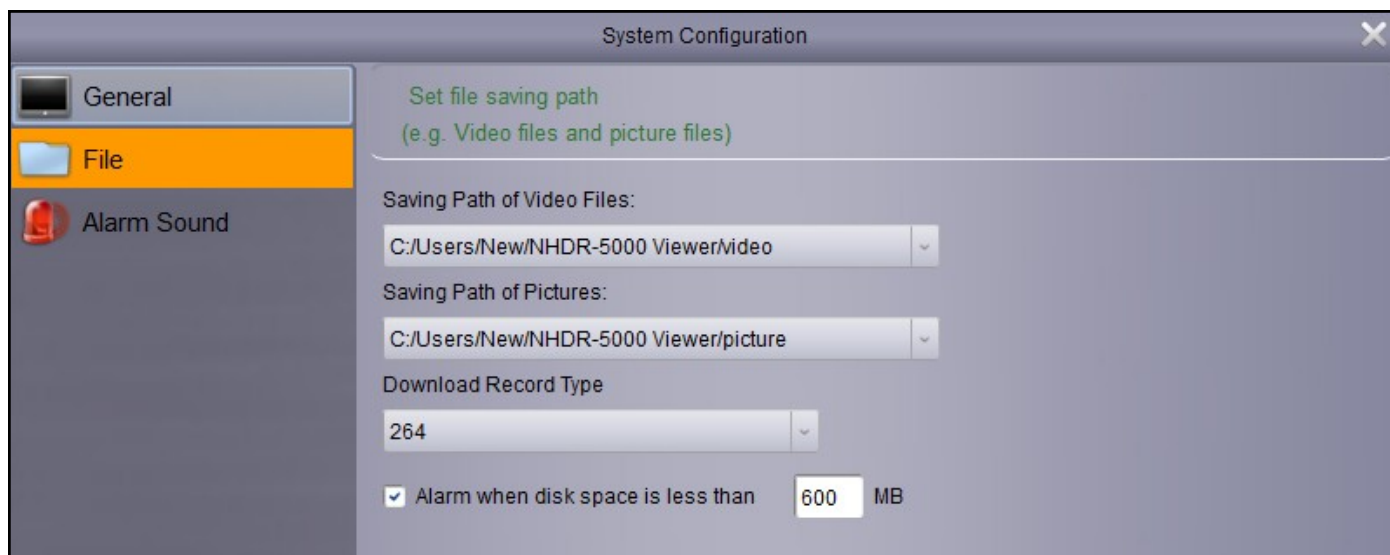 System Configuration
General
File
Alarm Sound
Set file saving path
(e.g. Video files and picture files)
Saving Path of Video Files:
C:/Users/New/NHDR-5000 Viewer/video
Saving Path of Pictures:
C:/Users/New/NHDR-5000 Viewer/picture
Download Record Type
264
Alarm when disk space is less than 600 MB